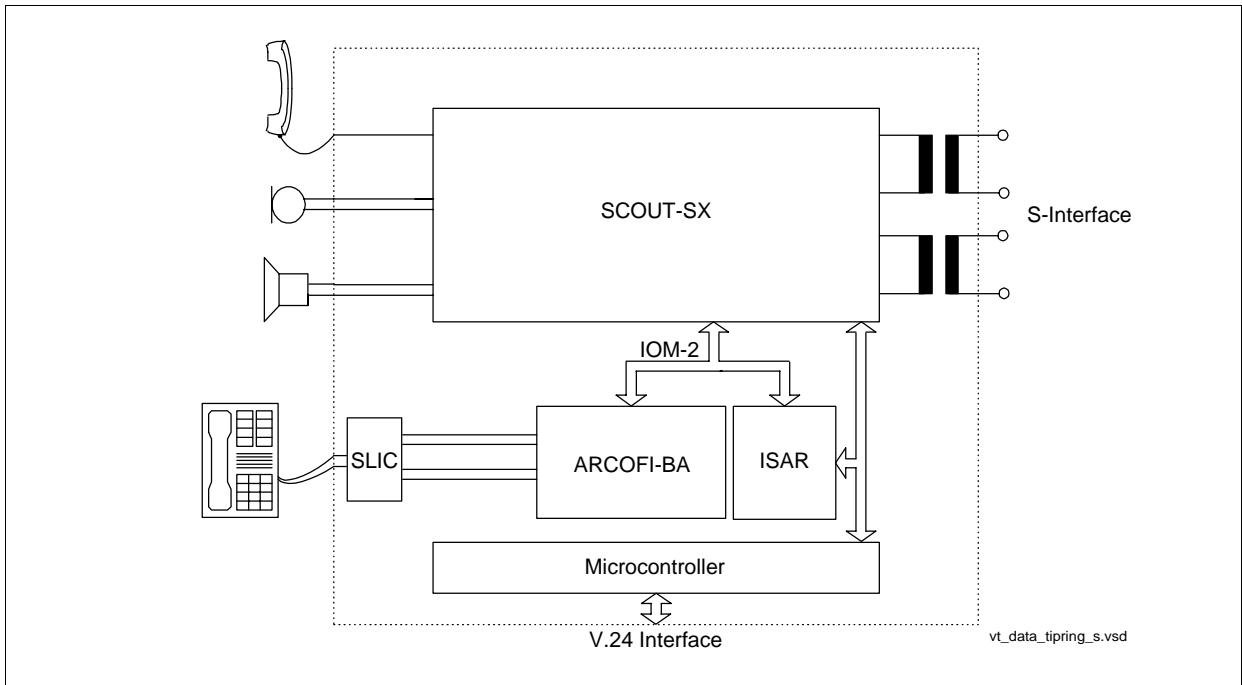 SCOUT-SX
S-Interface
IOM-2
SLIC
ARCOFI-BA
ISAR
Microcontroller
V.24 Interface
vt_data_tipring_s.vsd